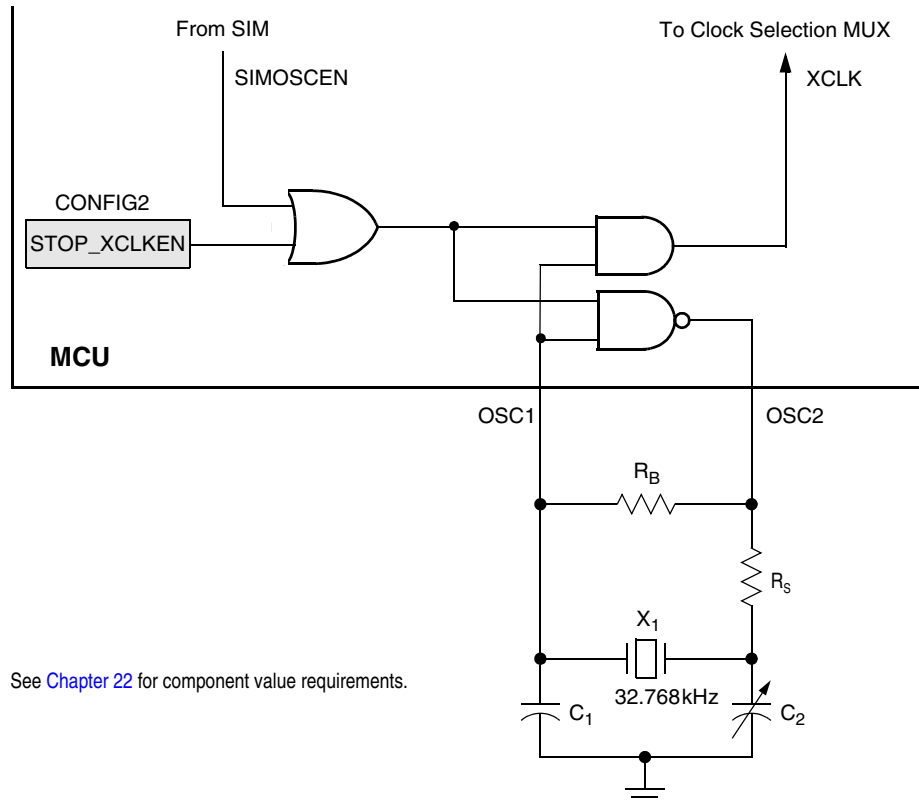 From SIM
To Clock Selection MUX
SIMOSCEN
XCLK
CONFIG2
STOP_XCLKEN
MCU
OSC1
OSC2
RB
RS
X1
32.768kHz
See Chapter 22 for component value requirements.
C1
C2